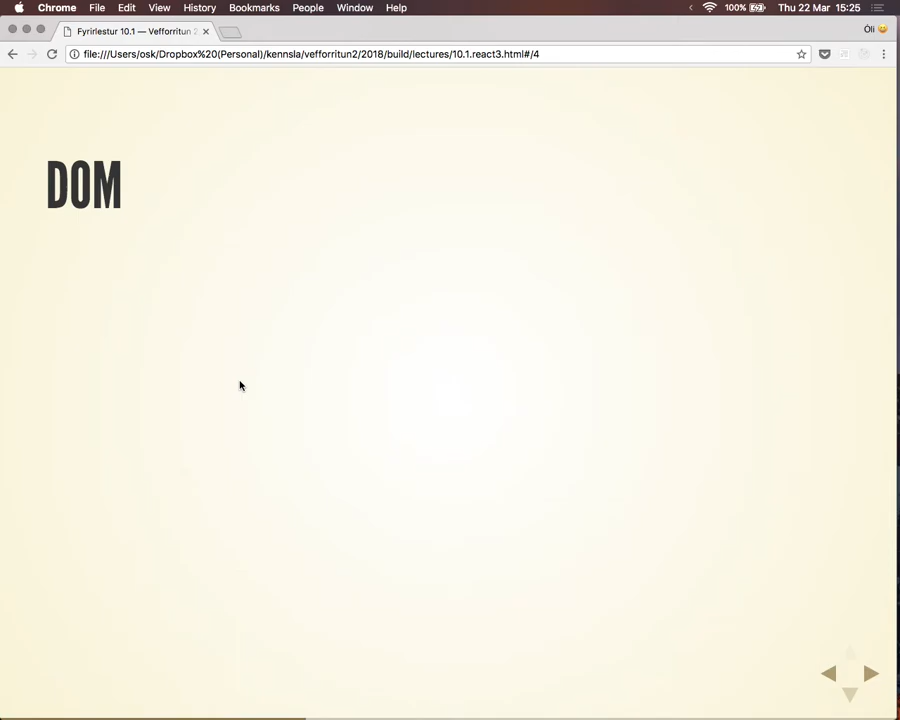 Chrome File Edit View History Bookmarks People Window Help 100% Thu 22 Mar 15:25
Fyrirlestur 10.1 — Vefforritun 2 Óli
file:///Users/osk/Dropbox%20(Personal)/kennsla/vefforritun2/2018/build/lectures/10.1.react3.html#/4
DOM